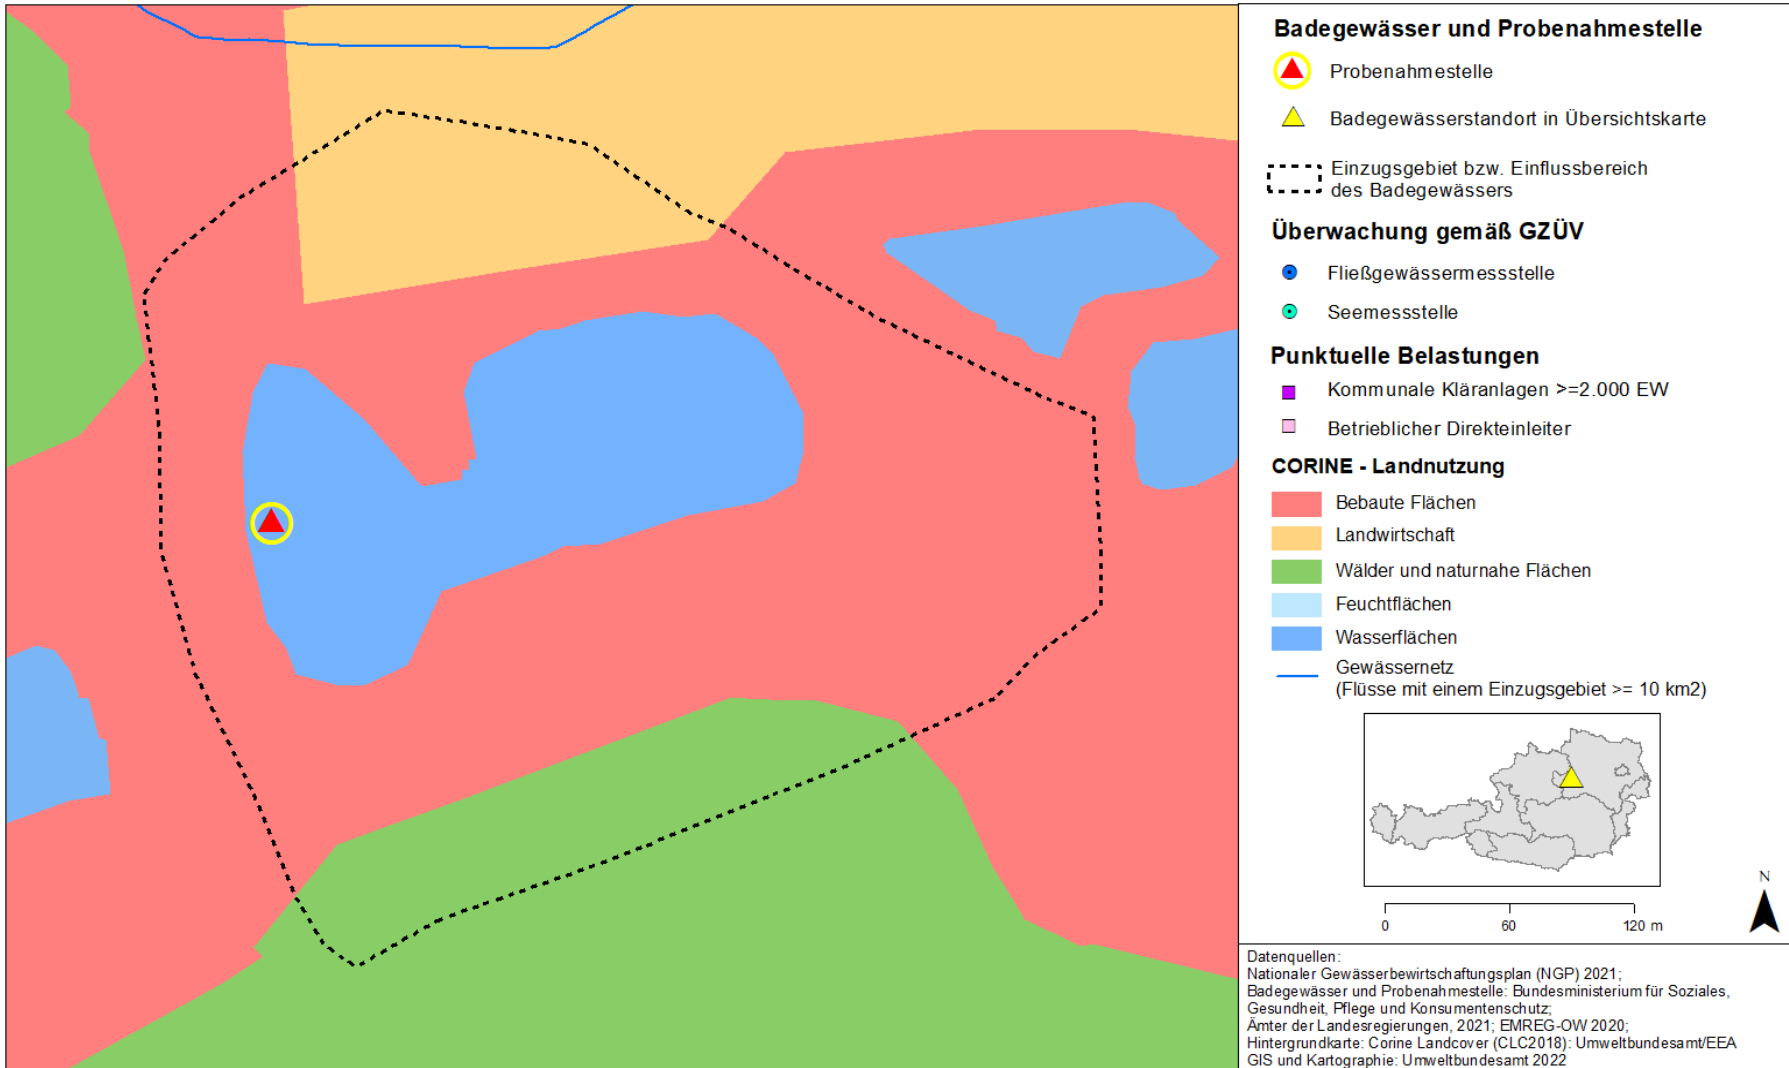 Badegewässer und Probenahmestelle
Probenahmestelle
Badegewässerstandort in Übersichtskarte
Einzugsgebiet bzw. Einflussbereich
des Badegewässers
Überwachung gemäß GZÜV
Fließgewässermessstelle
Seemessstelle
Punktuelle Belastungen
Kommunale Kläranlagen >=2.000 EW
Betrieblicher Direkteinleiter
CORINE - Landnutzung
Bebaute Flächen
Landwirtschaft
Wälder und naturnahe Flächen
Feuchtflächen
Wasserflächen
Gewässernetz
(Flüsse mit einem Einzugsgebiet >= 10 km2)
N
0 60 120 m
Datenquellen:
Nationaler Gewässerbewirtschaftungsplan (NGP) 2021;
Badegewässer und Probenahmestelle: Bundesministerium für Soziales,
Gesundheit, Pflege und Konsumentenschutz;
Ämter der Landesregierungen, 2021; EMREG-OW 2020;
Hintergrundkarte: Corine Landcover (CLC2018): Umweltbundesamt/EEA
GIS und Kartographie: Umweltbundesamt 2022